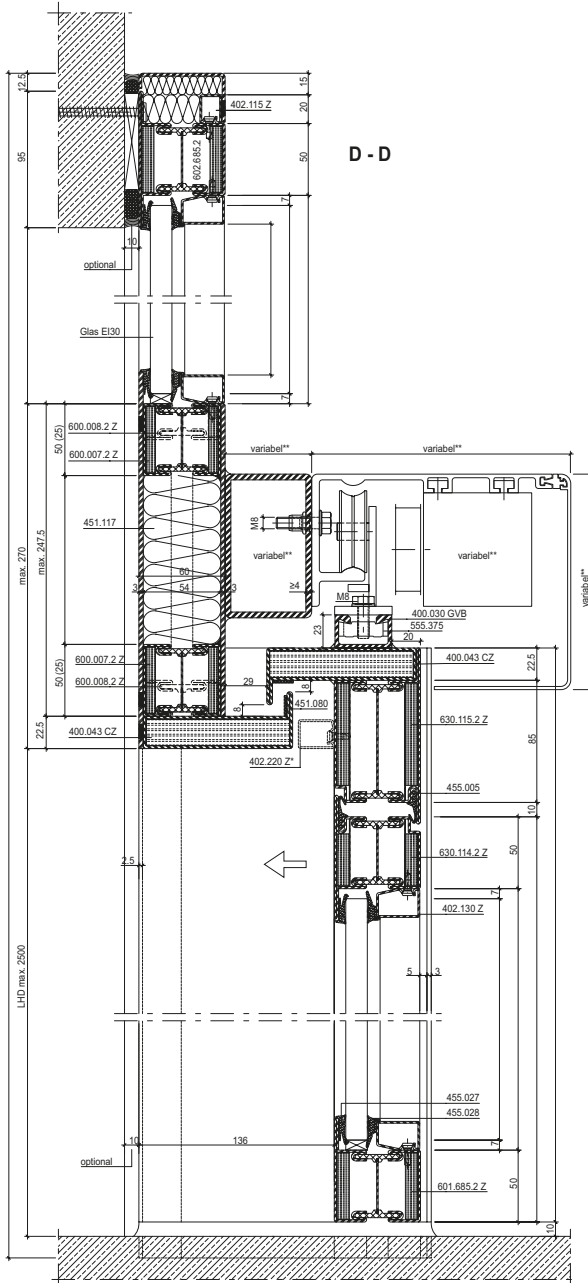 12.5
15
402.115 Z
20
602.685.2
50
95
D - D
7
10
optional
Glas EI30
7
600.008.2 Z
50 (25)
600.007.2 Z
variabel**
variabel**
451.117
M8
variabel**
variabel**
variabel**
max. 270
max. 247.5
60
3
54
3
≥4
M8
400.030 GVB
23
555.375
20
600.007.2 Z
400.043 CZ
22.5
50 (25)
600.008.2 Z
29
8
451.080
8
630.115.2 Z
22.5
400.043 CZ
85
402.220 Z*
455.005
10
2.5
630.114.2 Z
50
7
402.130 Z
5
3
LHD max. 2500
455.027
455.028
10
136
7
optional
601.685.2 Z
50
10